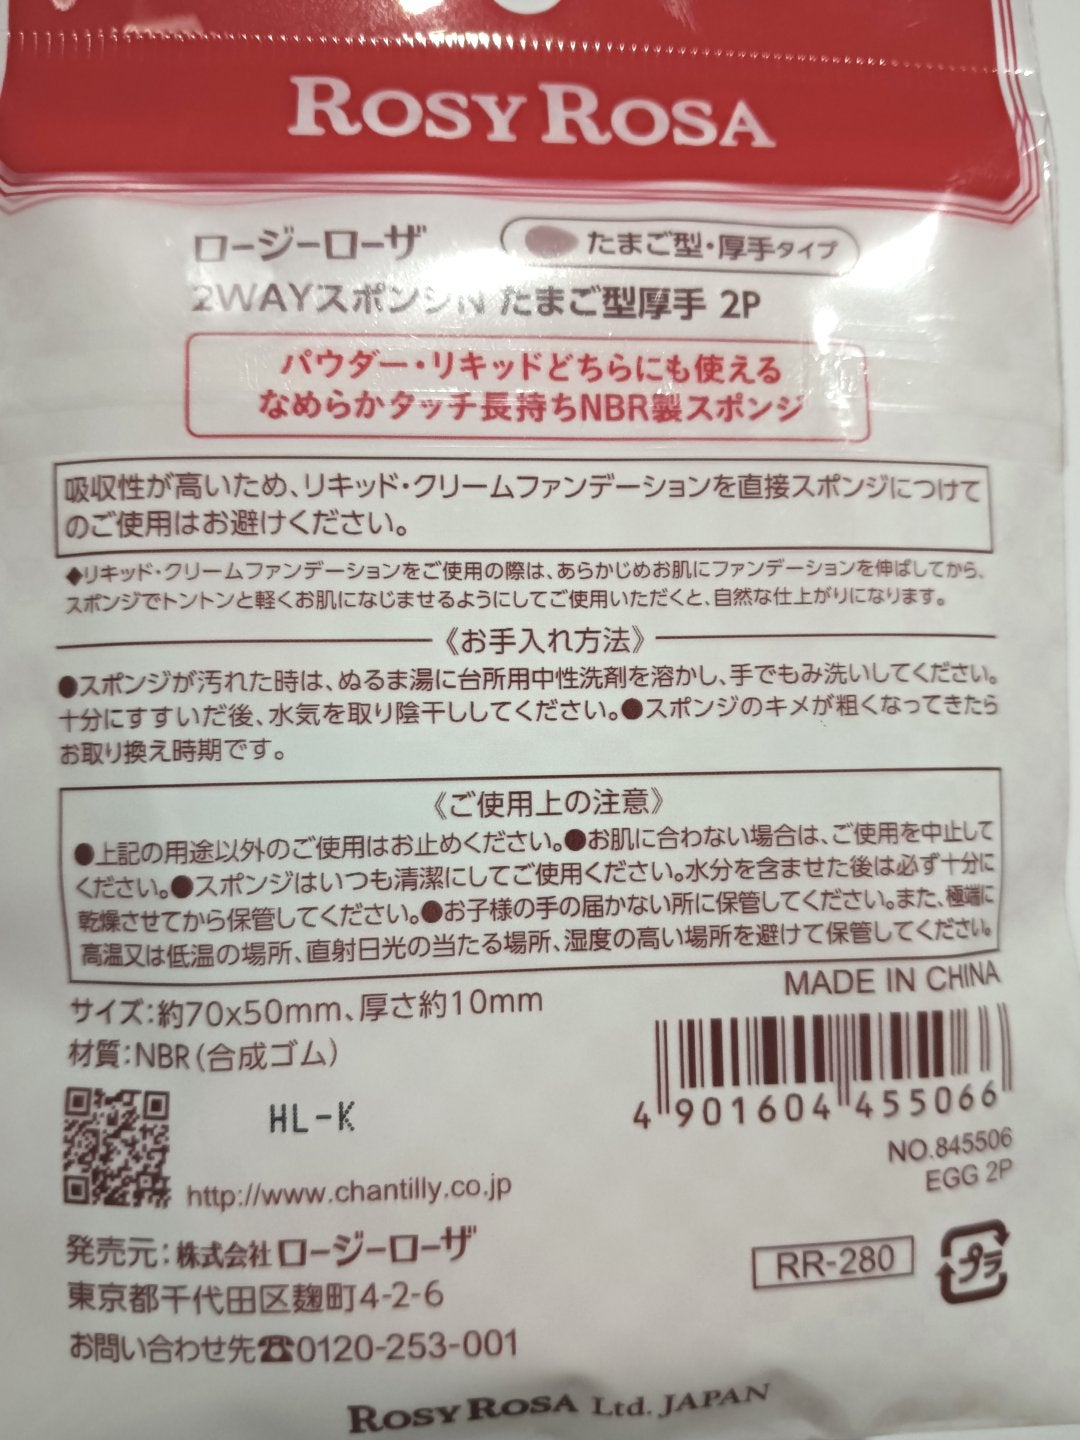 ROSY ROSA
ロージーローザ
たまご型・厚手タイプ
2WAYスポンジN たまご型厚手 2P
パウダー・リキッドどちらにも使える
なめらかタッチ長持ちNBR製スポンジ
吸収性が高いため、リキッド・クリームファンデーションを直接スポンジにつけて
のご使用はお避けください。
◆リキッド・クリームファンデーションをご使用の際は、あらかじめお肌にファンデーションを伸ばしてから、
スポンジでトントンと軽くお肌になじませるようにしてご使用いただくと、自然な仕上がりになります。
《お手入れ方法》
●スポンジが汚れた時は、ぬるま湯に台所用中性洗剤を溶かし、手でもみ洗いしてください。
十分にすすいだ後、水気を取り陰干ししてください。●スポンジのキメが粗くなってきたら
お取り換え時期です。
《ご使用上の注意》
●上記の用途以外のご使用はお止めください。●お肌に合わない場合は、ご使用を中止して
ください。●スポンジはいつも清潔にしてご使用ください。水分を含ませた後は必ず十分に
乾燥させてから保管してください。●お子様の手の届かない所に保管してください。また、極端に
高温又は低温の場所、直射日光の当たる場所、湿度の高い場所を避けて保管してください。
サイズ:約70x50mm、厚さ約10mm
材質:NBR(合成ゴム)
MADE IN CHINA
4 901604 455066
HL-K
NO.845506
EGG 2P
http://www.chantilly.co.jp
発売元:株式会社ロージーローザ
東京都千代田区麹町4-2-6
お問い合わせ先☎0120-253-001
RR-280
プラ
ROSY ROSA Ltd. JAPAN